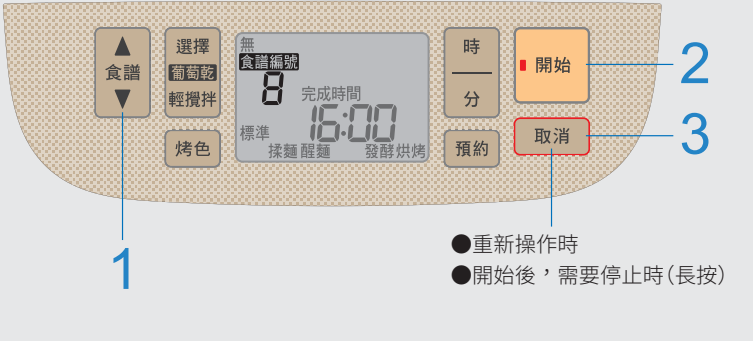 ▲
食譜
▼
選擇
葡萄乾
輕攪拌
烤色
無
食譜編號
8
完成時間
16:00
標準
揉麵 醒麵 發酵 烘烤
時
分
預約
開始
取消
1
2
3
●重新操作時
●開始後，需要停止時（長按）